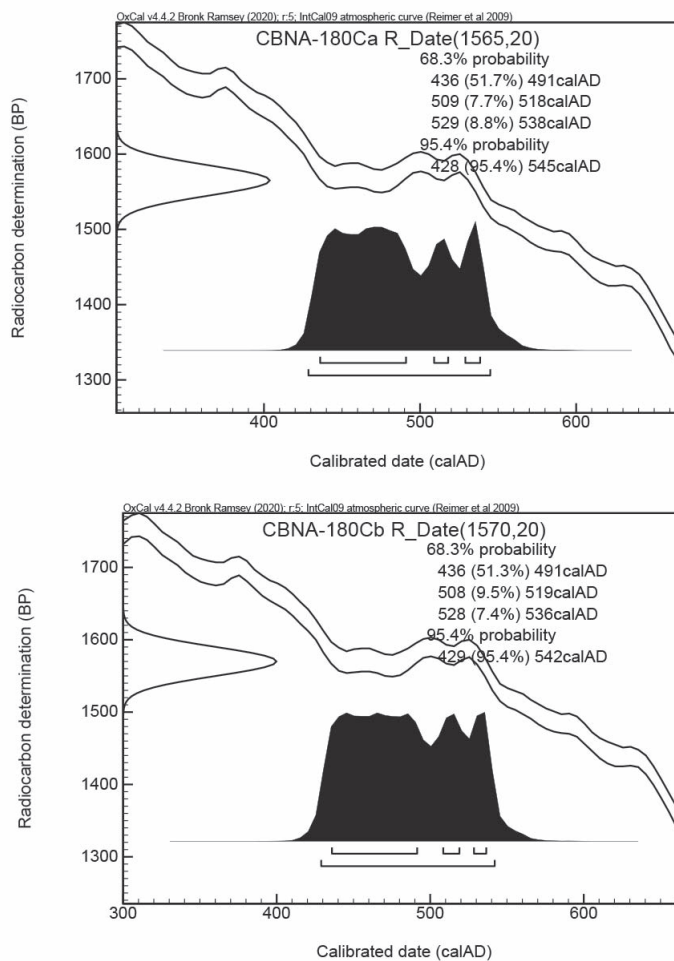 OxCal v4.4.2 Bronk Ramsey (2020); r:5; IntCal09 atmospheric curve (Reimer et al 2009)
CBNA-180Ca R_Date(1565,20)
68.3% probability
436 (51.7%) 491calAD
509 (7.7%) 518calAD
529 (8.8%) 538calAD
95.4% probability
428 (95.4%) 545calAD
Radiocarbon determination (BP)
1700
1600
1500
1400
1300
400 500 600
Calibrated date (calAD)
OxCal v4.4.2 Bronk Ramsey (2020); r:5; IntCal09 atmospheric curve (Reimer et al 2009)
CBNA-180Cb R_Date(1570,20)
68.3% probability
436 (51.3%) 491calAD
508 (9.5%) 519calAD
528 (7.4%) 536calAD
95.4% probability
429 (95.4%) 542calAD
Radiocarbon determination (BP)
1700
1600
1500
1400
1300
300 400 500 600
Calibrated date (calAD)